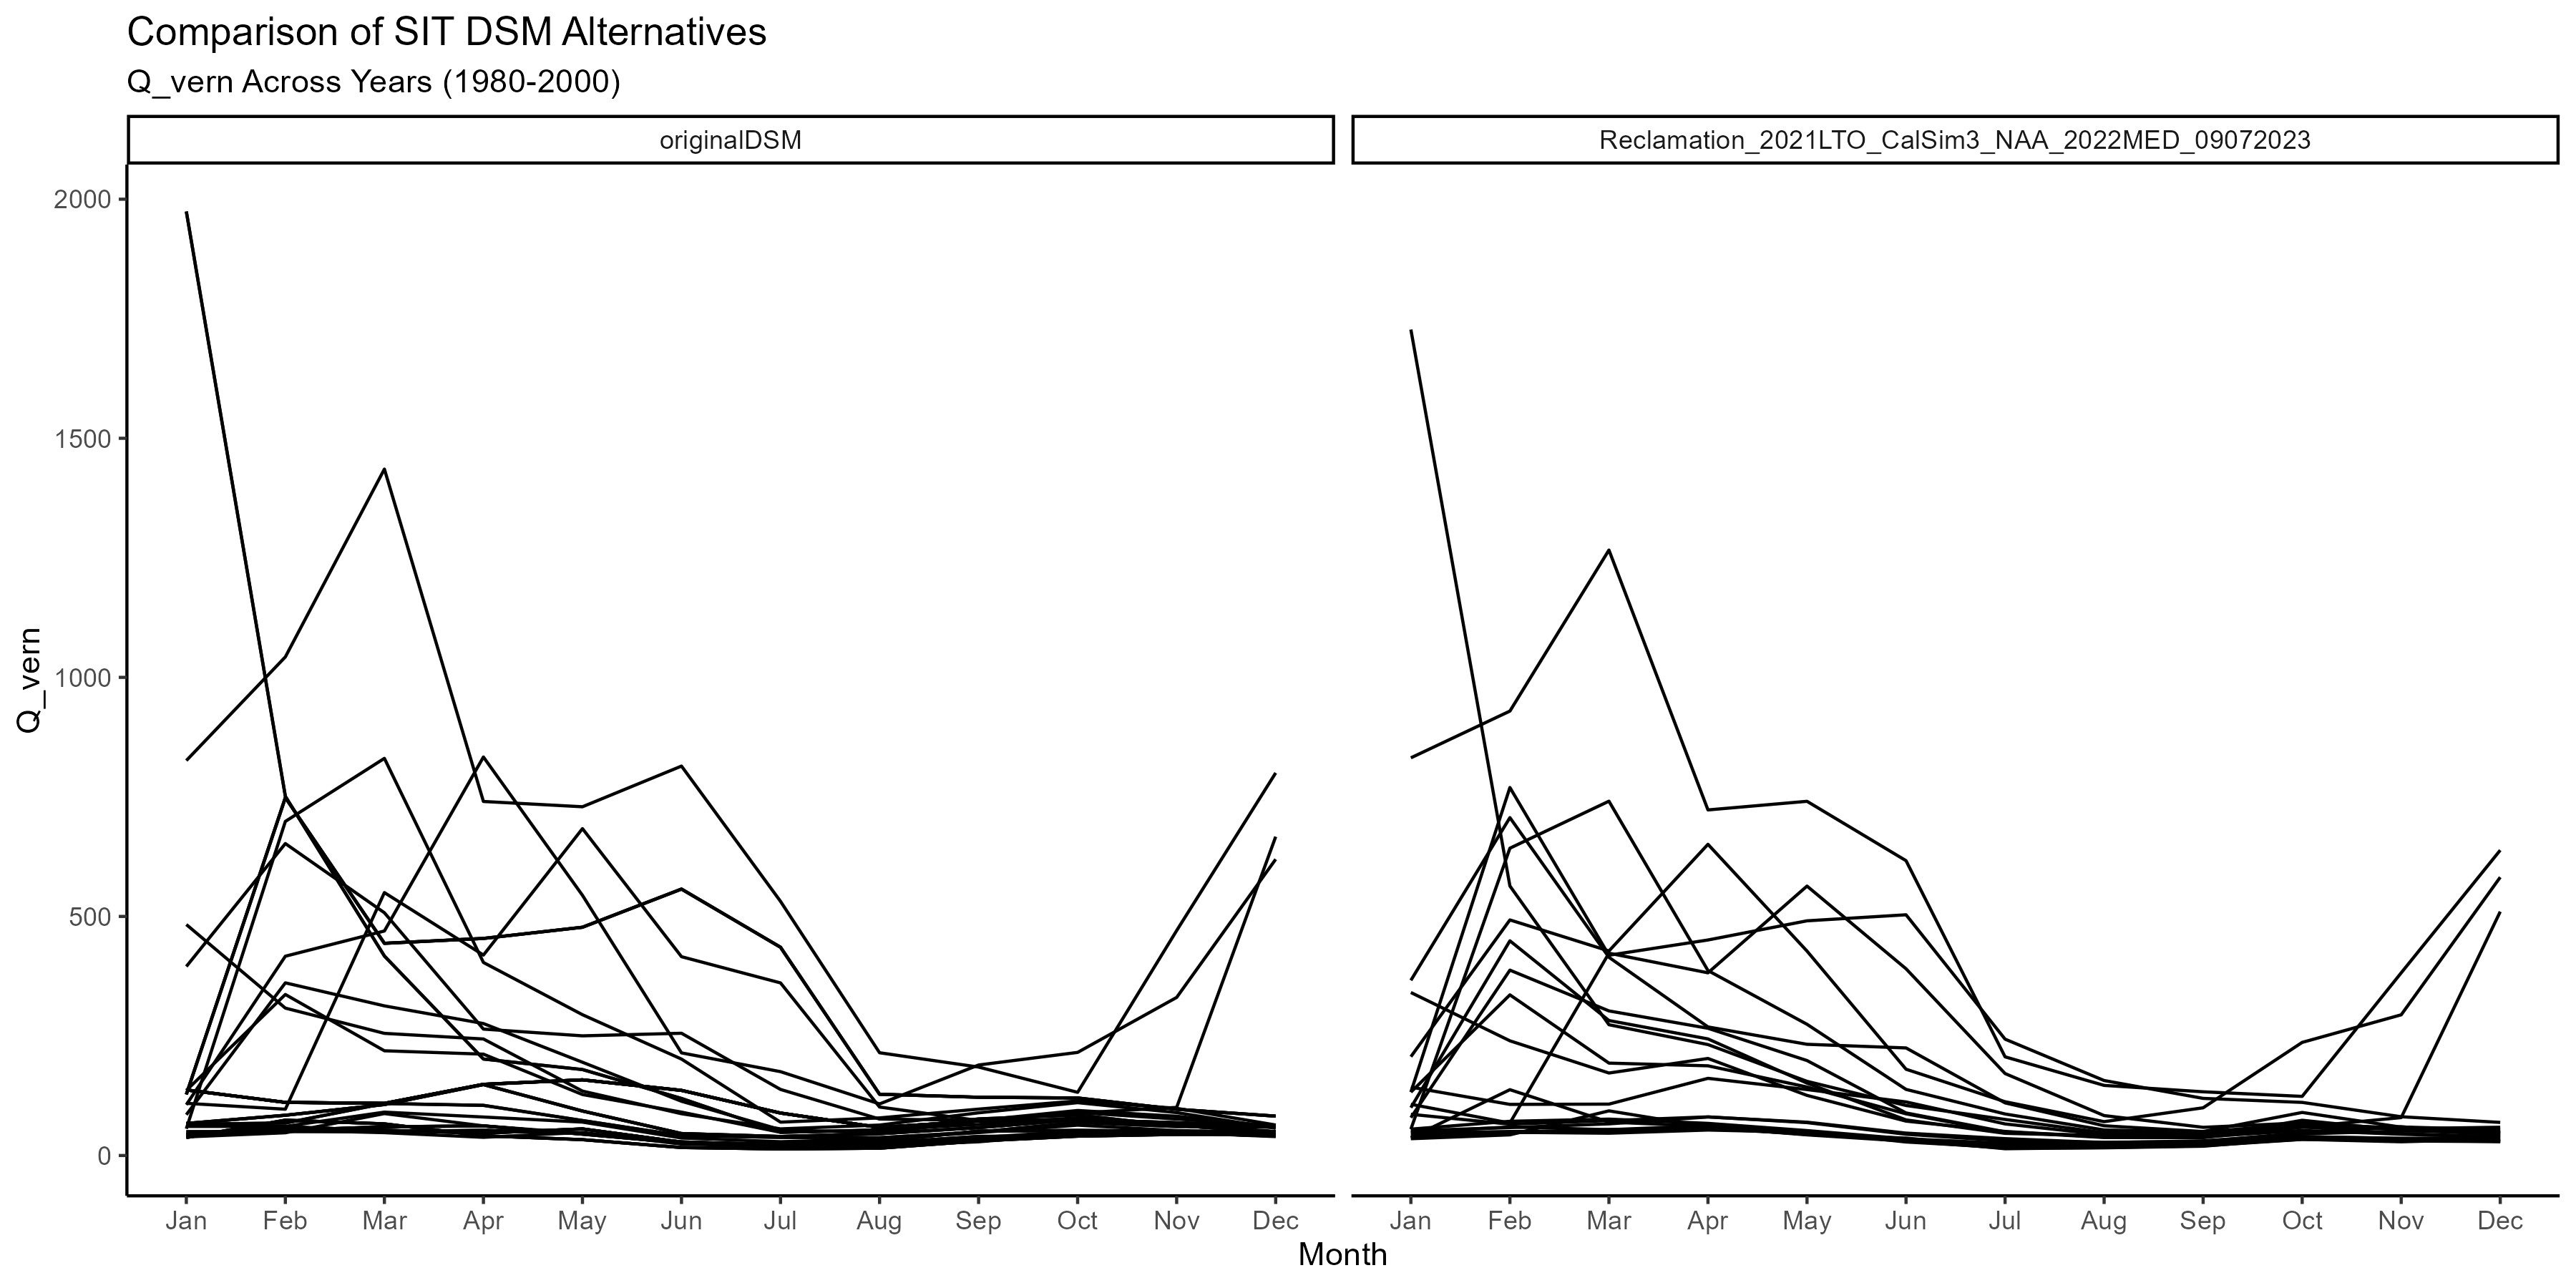 Comparison of SIT DSM Alternatives
Q_vern Across Years (1980-2000)
originalDSM
Reclamation_2021LTO_CalSim3_NAA_2022MED_09072023
2000
1500
1000
500
0
Q_vern
Jan Feb Mar Apr May Jun Jul Aug Sep Oct Nov Dec
Jan Feb Mar Apr May Jun Jul Aug Sep Oct Nov Dec
Month